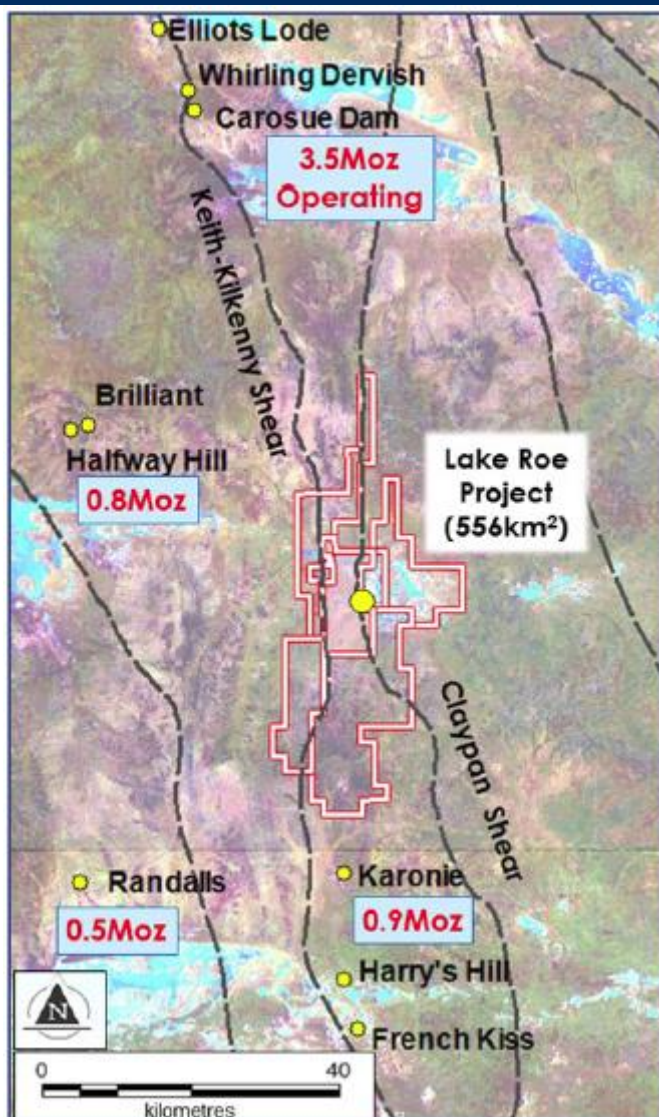 Elliots Lode
Whirling Dervish
Carosue Dam
3.5Moz
Operating
Keith-Kilkenny Shear
Brilliant
Halfway Hill
0.8Moz
Lake Roe
Project
(556km²)
Claypan Shear
Randalls
0.5Moz
Karonie
0.9Moz
Harry's Hill
French Kiss
N
0 40
kilometres